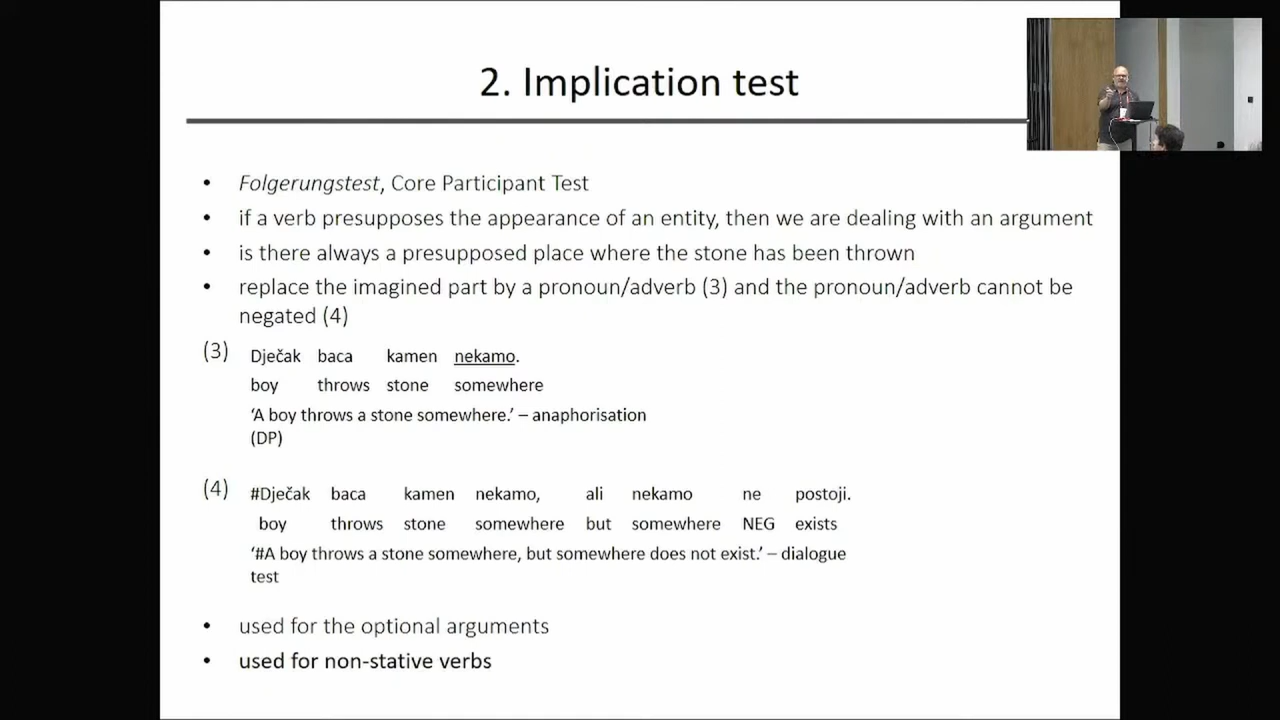 2. Implication test
• Folgerungstest, Core Participant Test
• if a verb presupposes the appearance of an entity, then we are dealing with an argument
• is there always a presupposed place where the stone has been thrown
• replace the imagined part by a pronoun/adverb (3) and the pronoun/adverb cannot be
negated (4)
(3) Dječak baca kamen nekamo.
boy throws stone somewhere
‘A boy throws a stone somewhere.’ – anaphorisation
(DP)
(4) #Dječak baca kamen nekamo, ali nekamo ne postoji.
boy throws stone somewhere but somewhere NEG exists
‘#A boy throws a stone somewhere, but somewhere does not exist.’ – dialogue
test
• used for the optional arguments
• used for non-stative verbs